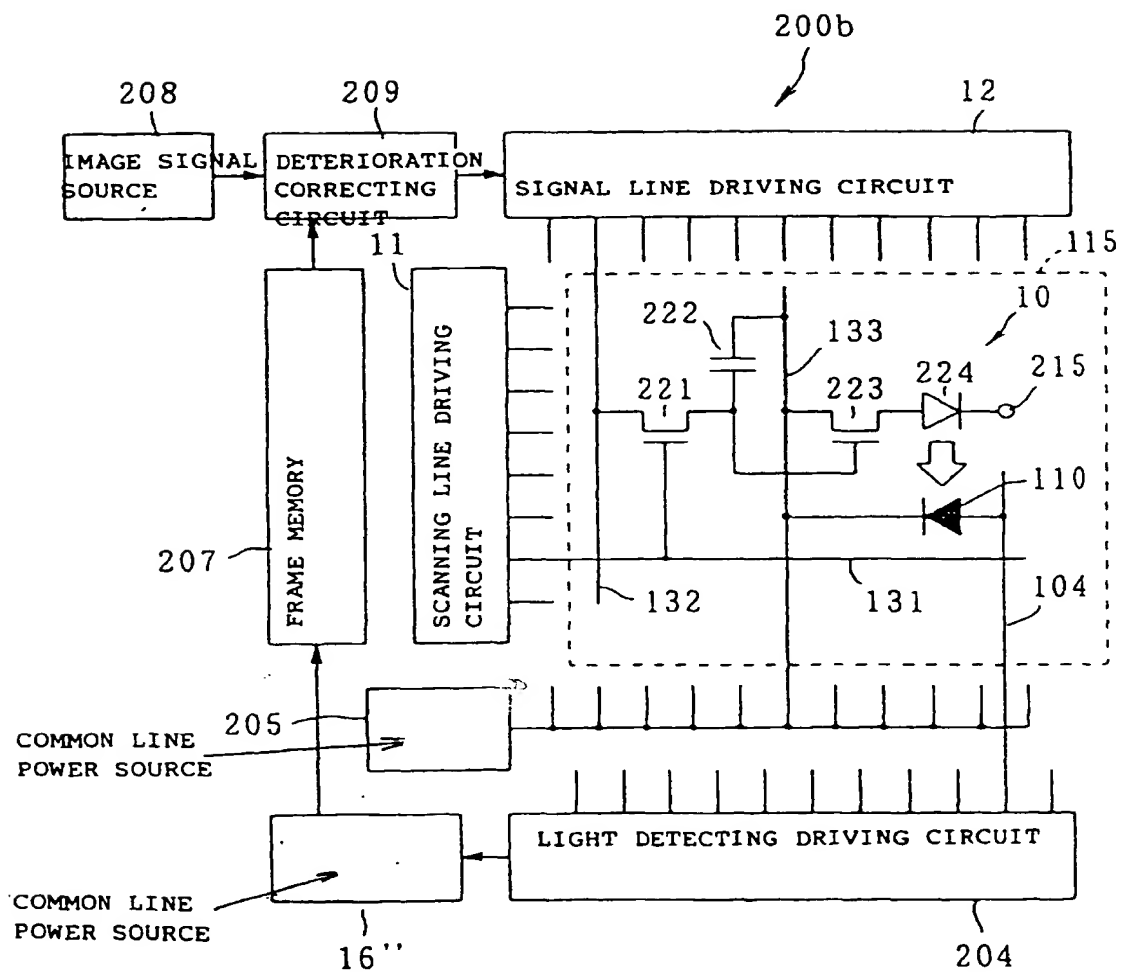 200b
208
209
12
IMAGE SIGNAL
SOURCE
DETERIORATION
CORRECTING
CIRCUIT
SIGNAL LINE DRIVING CIRCUIT
11
115
10
222
133
215
221
223
224
110
FRAME MEMORY
SCANNING LINE DRIVING
CIRCUIT
207
132
131
104
205
COMMON LINE
POWER SOURCE
LIGHT DETECTING DRIVING CIRCUIT
COMMON LINE
POWER SOURCE
16''
204